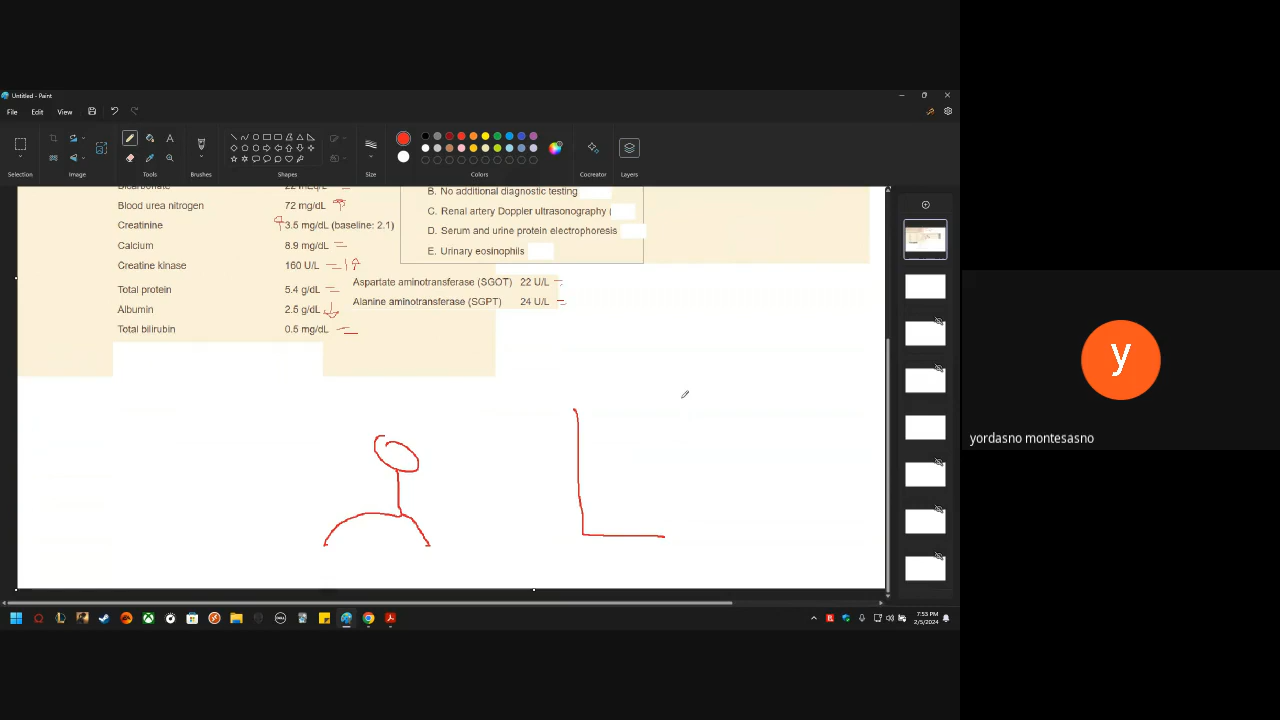 Untitled - Paint
File Edit View
Selection Image Tools Brushes Shapes Size Colors Cocreator Layers
Bicarbonate 22 mEq/L =
Blood urea nitrogen 72 mg/dL ↑
Creatinine ↑ 3.5 mg/dL (baseline: 2.1)
Calcium 8.9 mg/dL =
Creatine kinase 160 U/L = 1↑
Total protein 5.4 g/dL =
Albumin 2.5 g/dL ↓
Total bilirubin 0.5 mg/dL =
B. No additional diagnostic testing
C. Renal artery Doppler ultrasonography (
D. Serum and urine protein electrophoresis
E. Urinary eosinophils
Aspartate aminotransferase (SGOT) 22 U/L =
Alanine aminotransferase (SGPT) 24 U/L =
7:53 PM
2/5/2024
y
yordasno montesasno